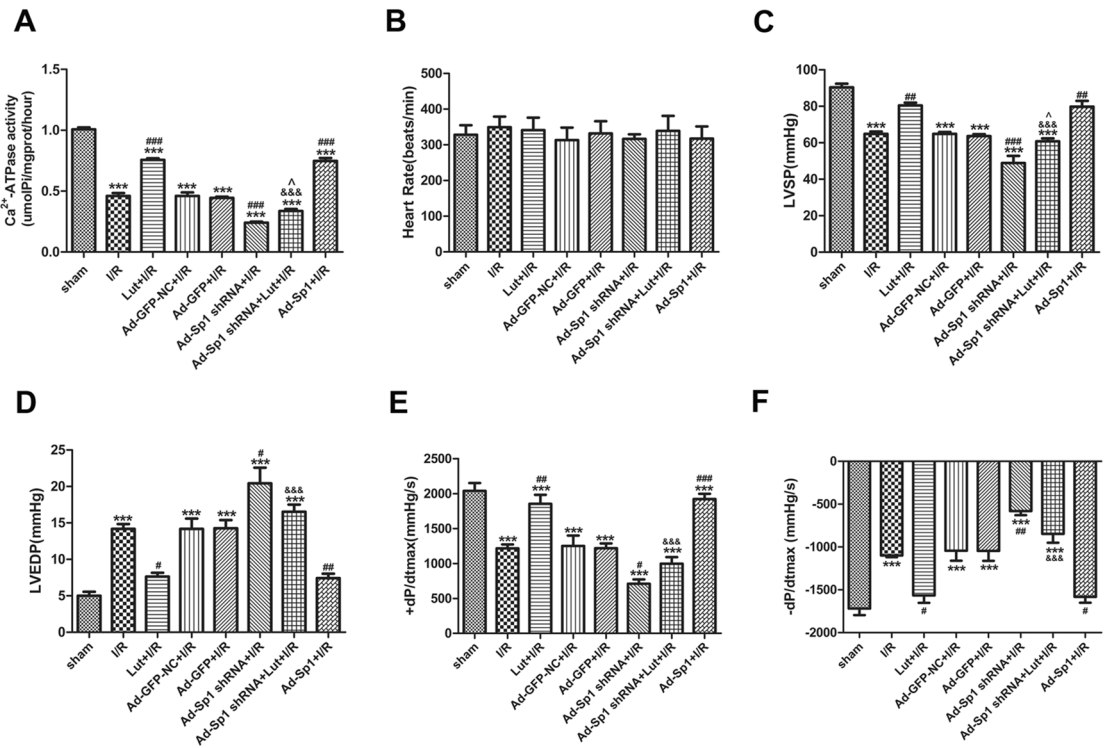 A
Ca2+-ATPase activity
(umolPi/mgprot/hour)
1.5
1.0
0.5
0.0
***
###
***
***
***
###
***
^
&&&
***
###
***
sham
I/R
Lut+I/R
Ad-GFP-NC+I/R
Ad-GFP+I/R
Ad-Sp1 shRNA+I/R
Ad-Sp1 shRNA+Lut+I/R
Ad-Sp1+I/R
B
Heart Rate(beats/min)
500
400
300
200
100
0
sham
I/R
Lut+I/R
Ad-GFP-NC+I/R
Ad-GFP+I/R
Ad-Sp1 shRNA+I/R
Ad-Sp1 shRNA+Lut+I/R
Ad-Sp1+I/R
C
LVSP(mmHg)
100
80
60
40
20
0
***
##
***
***
###
***
^
&&&
***
##
sham
I/R
Lut+I/R
Ad-GFP-NC+I/R
Ad-GFP+I/R
Ad-Sp1 shRNA+I/R
Ad-Sp1 shRNA+Lut+I/R
Ad-Sp1+I/R
D
LVEDP(mmHg)
25
20
15
10
5
0
***
#
***
***
#
***
&&&
***
##
sham
I/R
Lut+I/R
Ad-GFP-NC+I/R
Ad-GFP+I/R
Ad-Sp1 shRNA+I/R
Ad-Sp1 shRNA+Lut+I/R
Ad-Sp1+I/R
E
+dP/dtmax(mmHg/s)
2500
2000
1500
1000
500
0
***
##
***
***
***
#
***
&&&
***
###
***
sham
I/R
Lut+I/R
Ad-GFP-NC+I/R
Ad-GFP+I/R
Ad-Sp1 shRNA+I/R
Ad-Sp1 shRNA+Lut+I/R
Ad-Sp1+I/R
F
-dP/dtmax (mmHg/s)
0
-500
-1000
-1500
-2000
***
#
***
***
***
##
***
&&&
#
sham
I/R
Lut+I/R
Ad-GFP-NC+I/R
Ad-GFP+I/R
Ad-Sp1 shRNA+I/R
Ad-Sp1 shRNA+Lut+I/R
Ad-Sp1+I/R